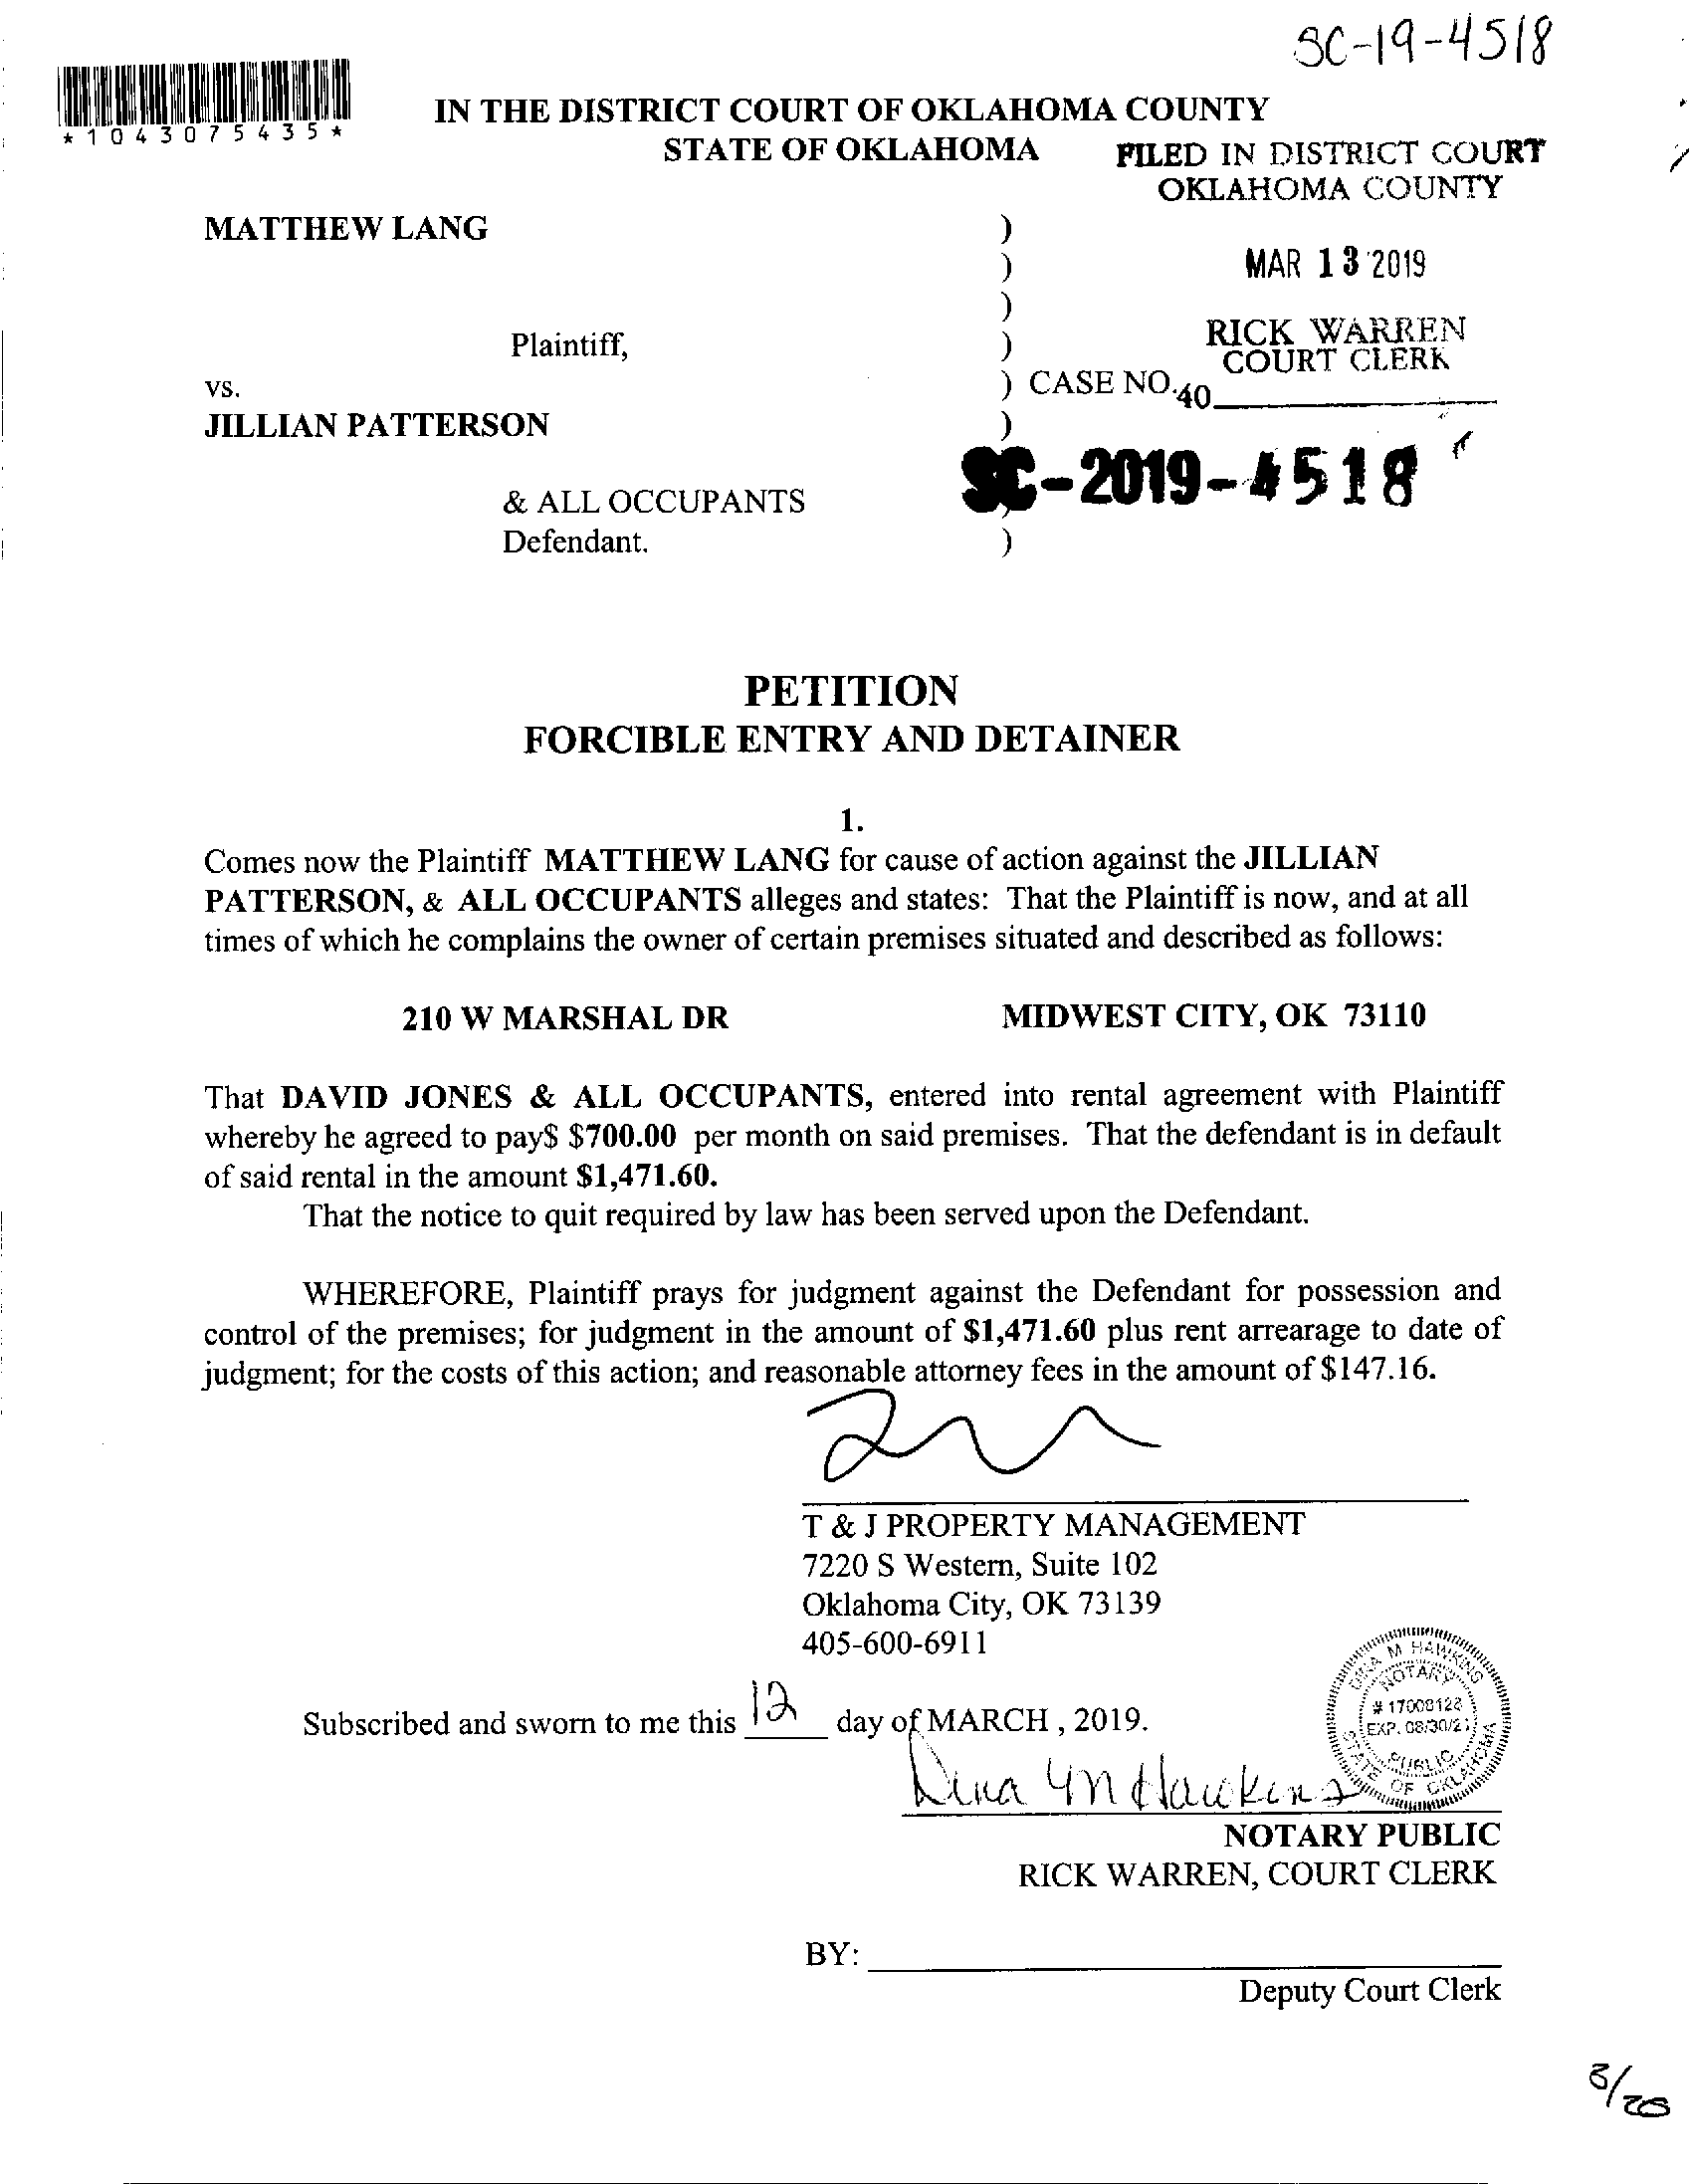 SC-19-4518
*1043075435*
IN THE DISTRICT COURT OF OKLAHOMA COUNTY
STATE OF OKLAHOMA
FILED IN DISTRICT COURT
OKLAHOMA COUNTY
MATTHEW LANG )
)
MAR 13 2019
)
Plaintiff, )
RICK WARREN
COURT CLERK
vs. ) CASE NO.
40
JILLIAN PATTERSON )
SC-2019-4518
& ALL OCCUPANTS )
Defendant. )
PETITION
FORCIBLE ENTRY AND DETAINER
1.
Comes now the Plaintiff MATTHEW LANG for cause of action against the JILLIAN
PATTERSON, & ALL OCCUPANTS alleges and states: That the Plaintiff is now, and at all
times of which he complains the owner of certain premises situated and described as follows:
210 W MARSHAL DR MIDWEST CITY, OK 73110
That DAVID JONES & ALL OCCUPANTS, entered into rental agreement with Plaintiff
whereby he agreed to pay$ $700.00 per month on said premises. That the defendant is in default
of said rental in the amount $1,471.60.
That the notice to quit required by law has been served upon the Defendant.
WHEREFORE, Plaintiff prays for judgment against the Defendant for possession and
control of the premises; for judgment in the amount of $1,471.60 plus rent arrearage to date of
judgment; for the costs of this action; and reasonable attorney fees in the amount of $147.16.
T & J PROPERTY MANAGEMENT
7220 S Western, Suite 102
Oklahoma City, OK 73139
405-600-6911
Subscribed and sworn to me this 12 day of MARCH , 2019.
Dina M Hawkins
DINA M HAWKINS
NOTARY
# 17008128
EXP. 08/30/21
PUBLIC
STATE OF OKLAHOMA
NOTARY PUBLIC
RICK WARREN, COURT CLERK
BY:
Deputy Court Clerk
3/20